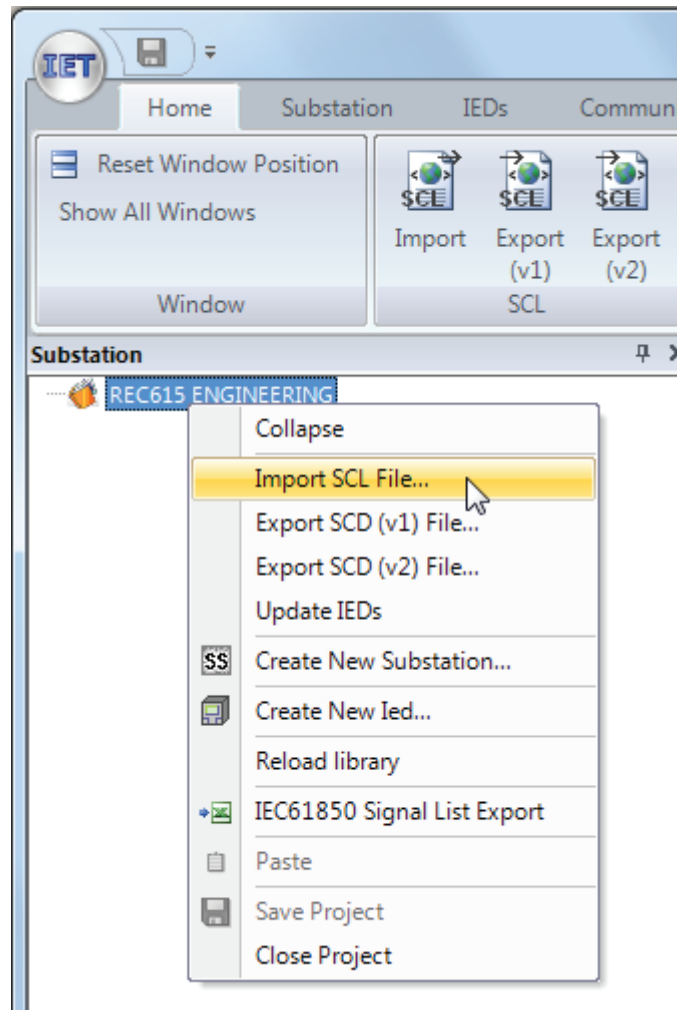 IET
Home Substation IEDs Commun
Reset Window Position
Show All Windows
SCL SCL SCL
Import Export Export
(v1) (v2)
Window SCL
Substation
REC615 ENGINEERING
Collapse
Import SCL File...
Export SCD (v1) File...
Export SCD (v2) File...
Update IEDs
SS Create New Substation...
Create New Ied...
Reload library
IEC61850 Signal List Export
Paste
Save Project
Close Project